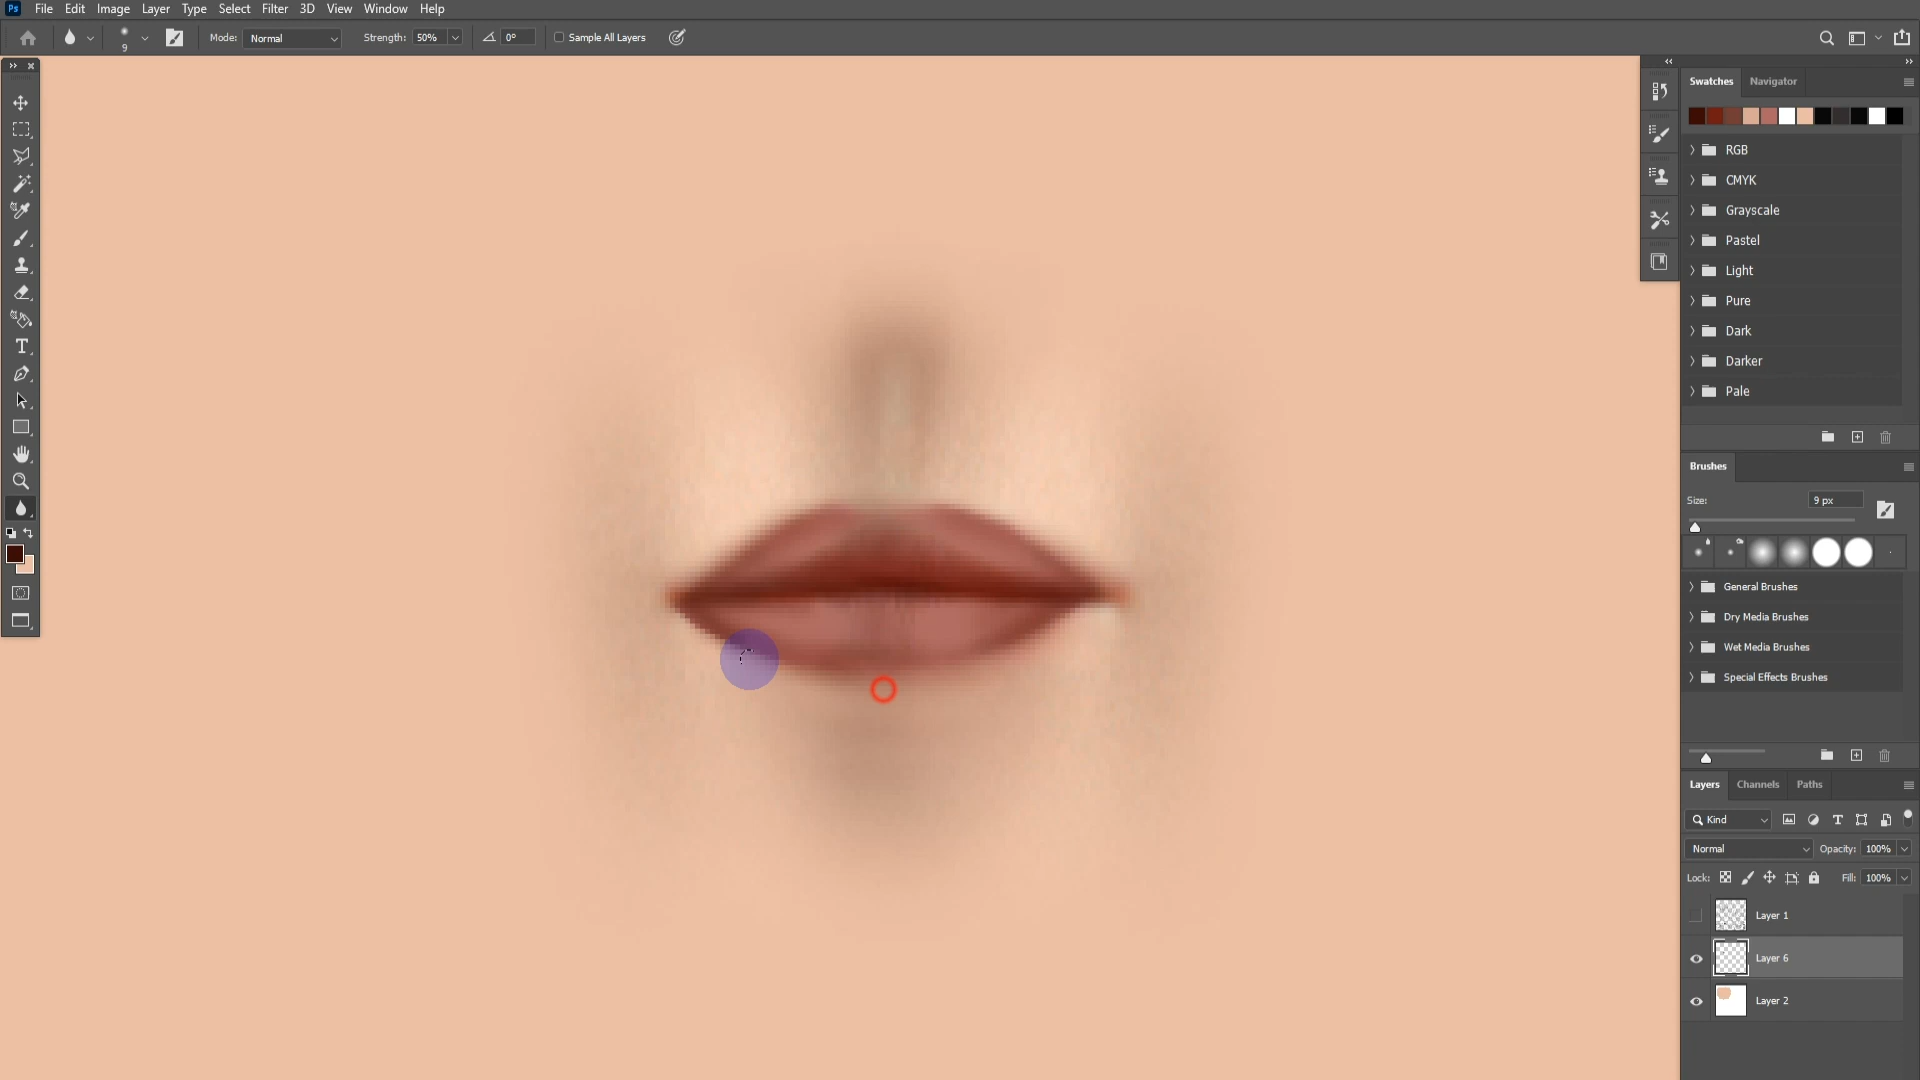 Ps File Edit Image Layer Type Select Filter 3D View Window Help
9 Mode: Normal Strength: 50% 0° Sample All Layers
Swatches Navigator
RGB
CMYK
Grayscale
Pastel
Light
Pure
Dark
Darker
Pale
Brushes
Size: 9 px
General Brushes
Dry Media Brushes
Wet Media Brushes
Special Effects Brushes
Layers Channels Paths
Kind
Normal Opacity: 100%
Lock: Fill: 100%
Layer 1
Layer 6
Layer 2